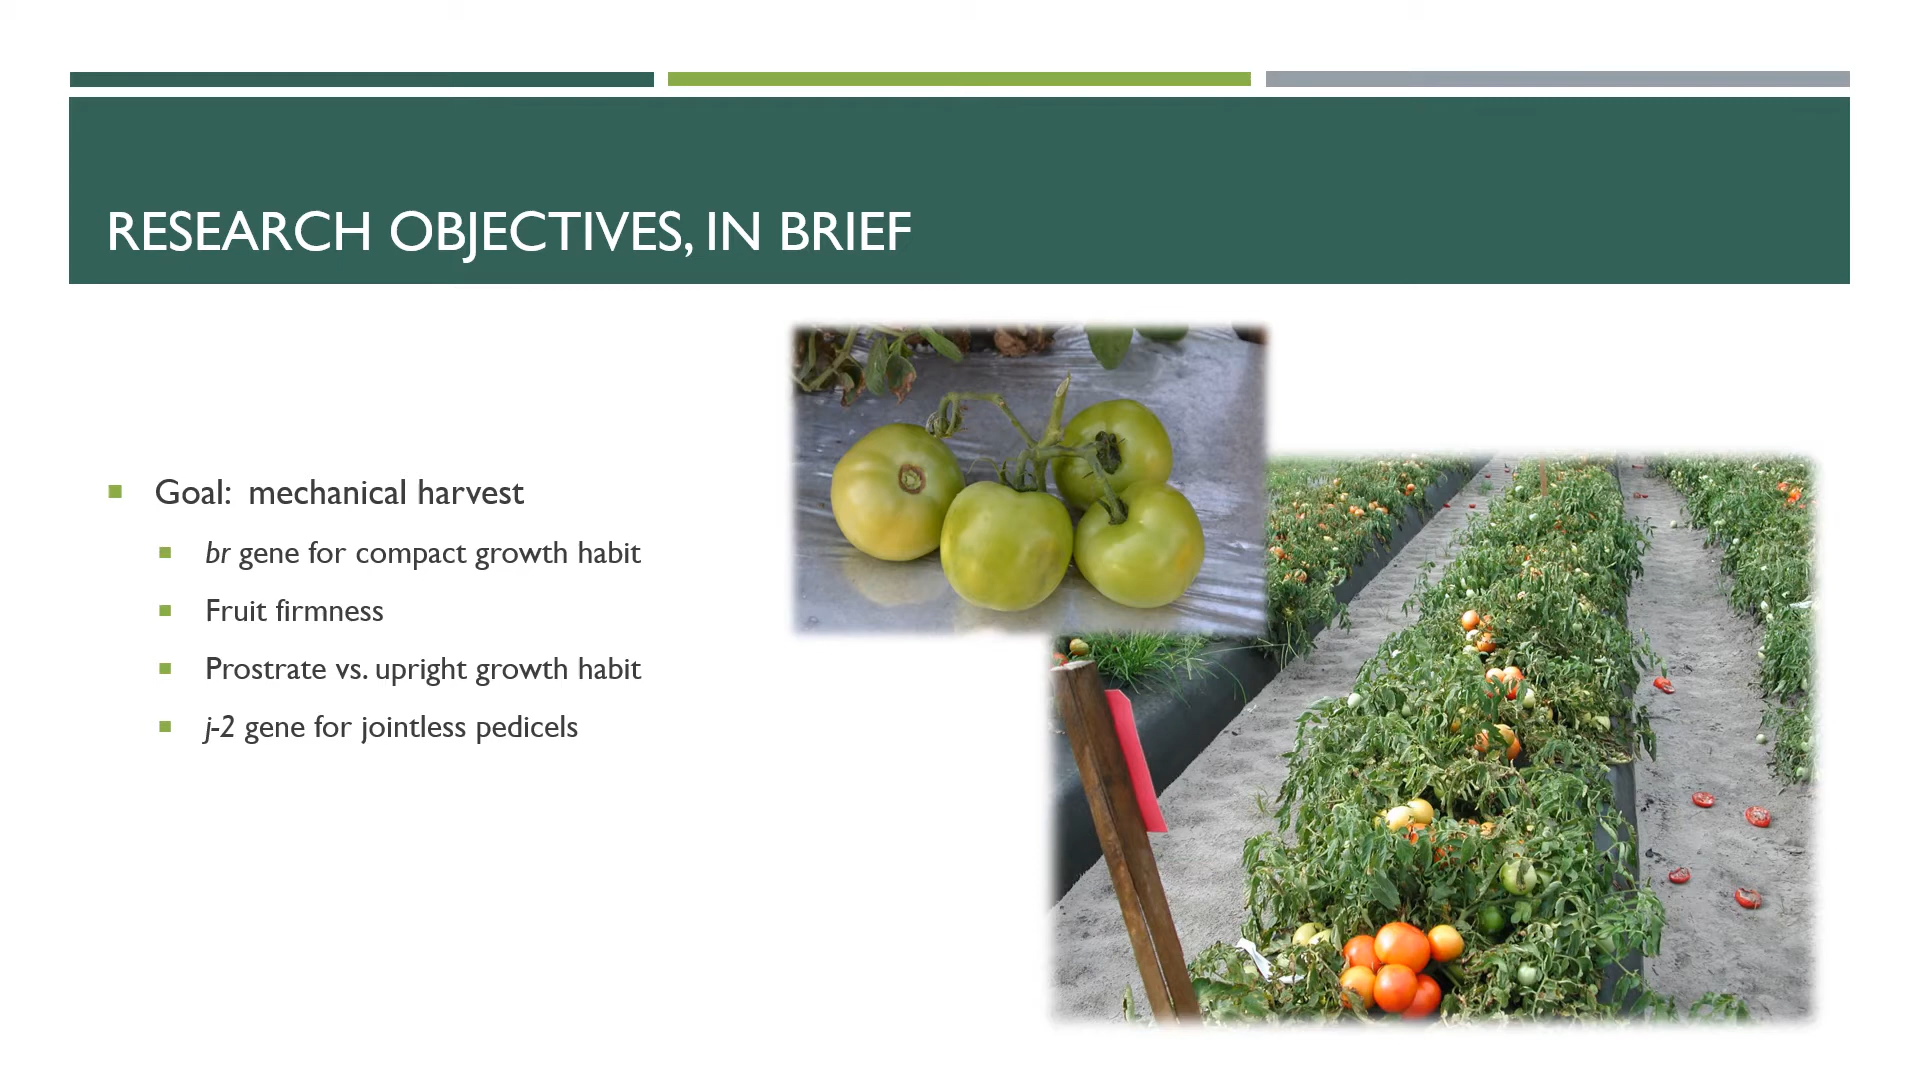 RESEARCH OBJECTIVES, IN BRIEF
Goal: mechanical harvest
br gene for compact growth habit
Fruit firmness
Prostrate vs. upright growth habit
j-2 gene for jointless pedicels